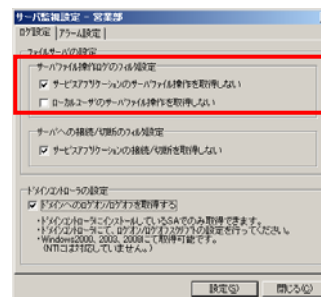 サーバ監視設定 - 営業部
ログ設定 アラーム設定
ファイルサーバの設定
サーバファイル操作ログのフィルタ設定
サービスアプリケーションのサーバファイル操作を取得しない
ローカルユーザのサーバファイル操作を取得しない
サーバへの接続/切断のフィルタ設定
サービスアプリケーションの接続/切断を取得しない
ドメインコントローラの設定
ドメインへのログオン/ログオフを取得する
・ドメインコントローラにインストールしているSAでのみ取得できます。
・ドメインコントローラにて、ログオン/ログオフスクリプトの設定を行ってください。
・Windows2000, 2003, 2008にて取得可能です。
(NTには対応していません。)
設定(S) 閉じる(C)